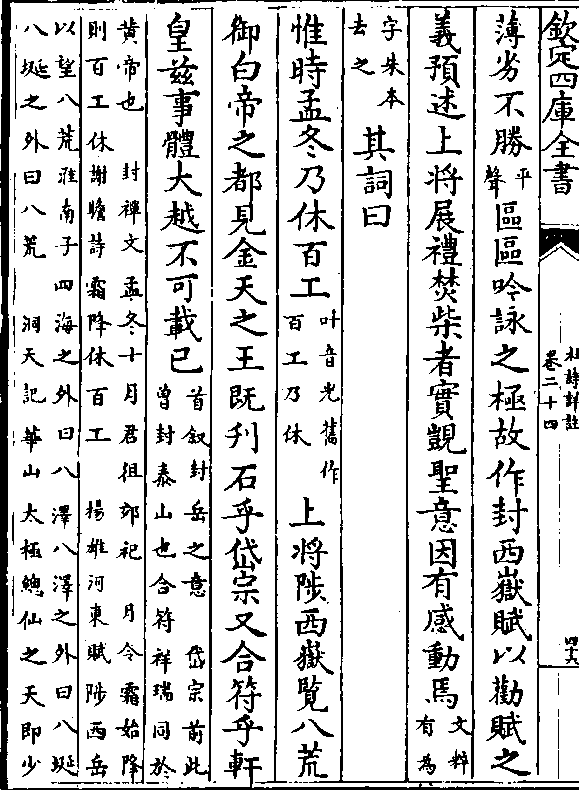 欽定四庫全書
杜詩詳註
卷二十四
薄劣不勝平聲區區吟詠之極故作封西嶽賦以勸賦之
義預述上將展禮焚柴者實覬聖意因有感動焉文粹有為
字朱本去之 其詞曰
惟時孟冬乃休百工叶音光舊作百工乃休 上將陟西嶽覽八荒
御白帝之都見金天之王既刋石乎岱宗又合符乎軒
皇兹事體大越不可載已首叙封岳之意 岱宗前此曾封泰山也合符祥瑞同於
黄帝也 封禪文孟冬十月君徂郊祀 月令霜始降
則百工休謝瞻詩霜降休百工 楊雄河東賦陟西岳
以望八荒淮南子四海之外曰八澤八澤之外曰八埏
八埏之外曰八荒 洞天記華山太極總仙之天即少